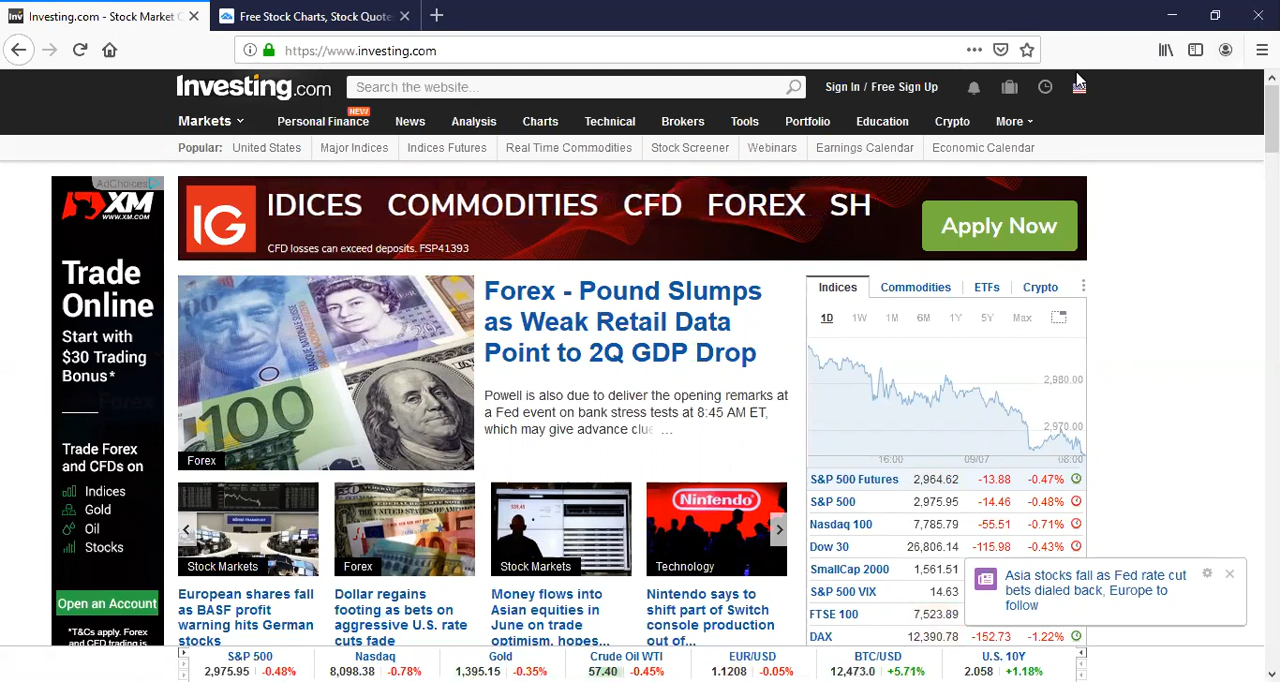 Investing.com - Stock Market Q
Free Stock Charts, Stock Quote
https://www.investing.com
Investing.com
Search the website...
Sign In / Free Sign Up
Markets
Personal Finance
NEW!
News
Analysis
Charts
Technical
Brokers
Tools
Portfolio
Education
Crypto
More
Popular:
United States
Major Indices
Indices Futures
Real Time Commodities
Stock Screener
Webinars
Earnings Calendar
Economic Calendar
AdChoices
XM
WWW.XM.COM
Trade
Online
Start with
$30 Trading
Bonus*
Trade Forex
and CFDs on
Indices
Gold
Oil
Stocks
Open an Account
*T&Cs apply. Forex
and CFD trading is
IG
IDICES COMMODITIES CFD FOREX SH
CFD losses can exceed deposits. FSP41393
Apply Now
100
Forex
Forex - Pound Slumps
as Weak Retail Data
Point to 2Q GDP Drop
Powell is also due to deliver the opening remarks at
a Fed event on bank stress tests at 8:45 AM ET,
which may give advance clue ...
Stock Markets
European shares fall
as BASF profit
warning hits German
stocks
Forex
Dollar regains
footing as bets on
aggressive U.S. rate
cuts fade
Stock Markets
Money flows into
Asian equities in
June on trade
optimism, hopes...
Nintendo
Technology
Nintendo says to
shift part of Switch
console production
out of...
Indices
Commodities
ETFs
Crypto
1D 1W 1M 6M 1Y 5Y Max
2,980.00
2,970.00
16:00 09/07 08:00
S&P 500 Futures 2,964.62 -13.88 -0.47%
S&P 500 2,975.95 -14.46 -0.48%
Nasdaq 100 7,785.79 -55.51 -0.71%
Dow 30 26,806.14 -115.98 -0.43%
SmallCap 2000 1,561.51
S&P 500 VIX 14.63
FTSE 100 7,523.89
DAX 12,390.78 -152.73 -1.22%
Asia stocks fall as Fed rate cut
bets dialed back, Europe to
follow
S&P 500
2,975.95 -0.48%
Nasdaq
8,098.38 -0.78%
Gold
1,395.15 -0.35%
Crude Oil WTI
57.40 -0.45%
EUR/USD
1.1208 -0.05%
BTC/USD
12,473.0 +5.71%
U.S. 10Y
2.058 +1.18%